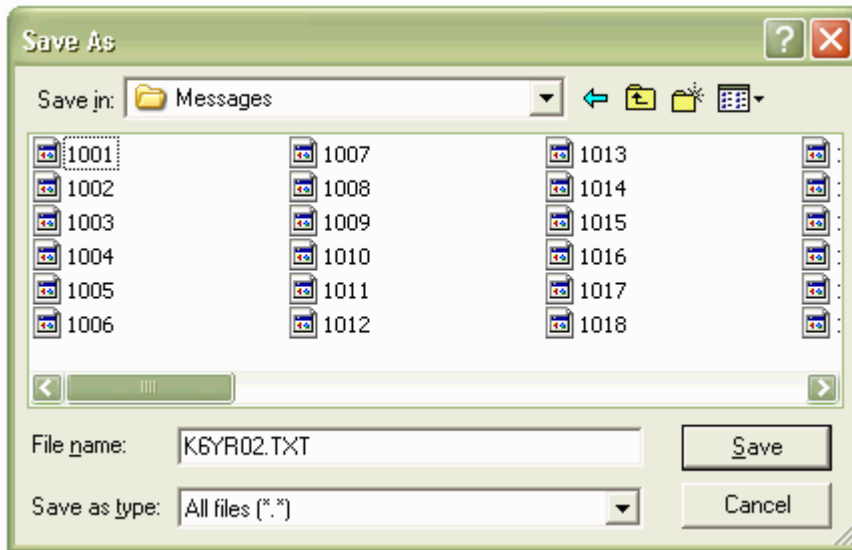 Save As
Save in: Messages
1001 1007 1013 :
1002 1008 1014 :
1003 1009 1015 :
1004 1010 1016 :
1005 1011 1017 :
1006 1012 1018 :
File name: K6YR02.TXT Save
Save as type: All files (*.*) Cancel